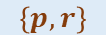 {p, r}